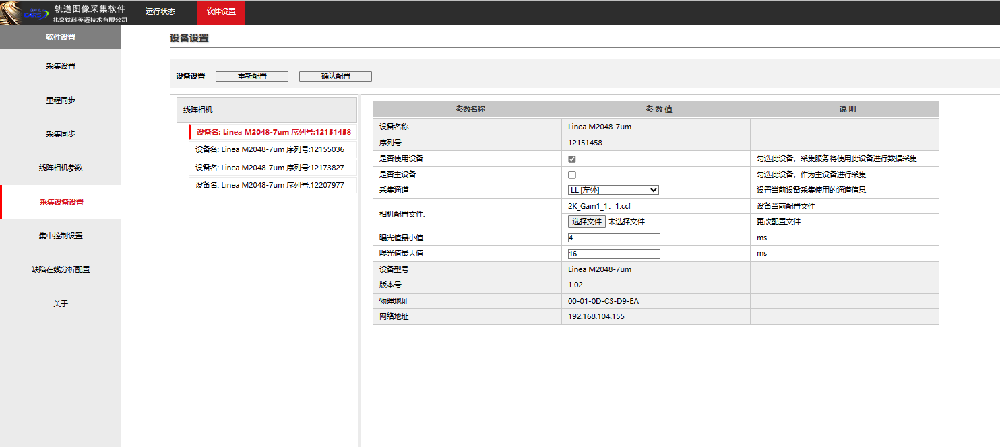 轨道图像采集软件
北京铁科英迈技术有限公司
运行状态
软件设置
软件设置
采集设置
里程同步
采集同步
线阵相机参数
采集设备设置
集中控制设置
缺陷在线分析配置
关于
设备设置
设备设置 重新配置 确认配置
线阵相机
设备名: Linea M2048-7um 序列号:12151458
设备名: Linea M2048-7um 序列号:12155036
设备名: Linea M2048-7um 序列号:12173827
设备名: Linea M2048-7um 序列号:12207977
参数名称 参 数 值 说 明
设备名称 Linea M2048-7um
序列号 12151458
是否使用设备 勾选此设备，采集服务将使用此设备进行数据采集
是否主设备 勾选此设备，作为主设备进行采集
采集通道 LL [左外] 设置当前设备采集使用的通道信息
相机配置文件: 2K_Gain1_1：1.ccf 设备当前配置文件
选择文件 未选择文件 更改配置文件
曝光值最小值 4 ms
曝光值最大值 16 ms
设备型号 Linea M2048-7um
版本号 1.02
物理地址 00-01-0D-C3-D9-EA
网络地址 192.168.104.155